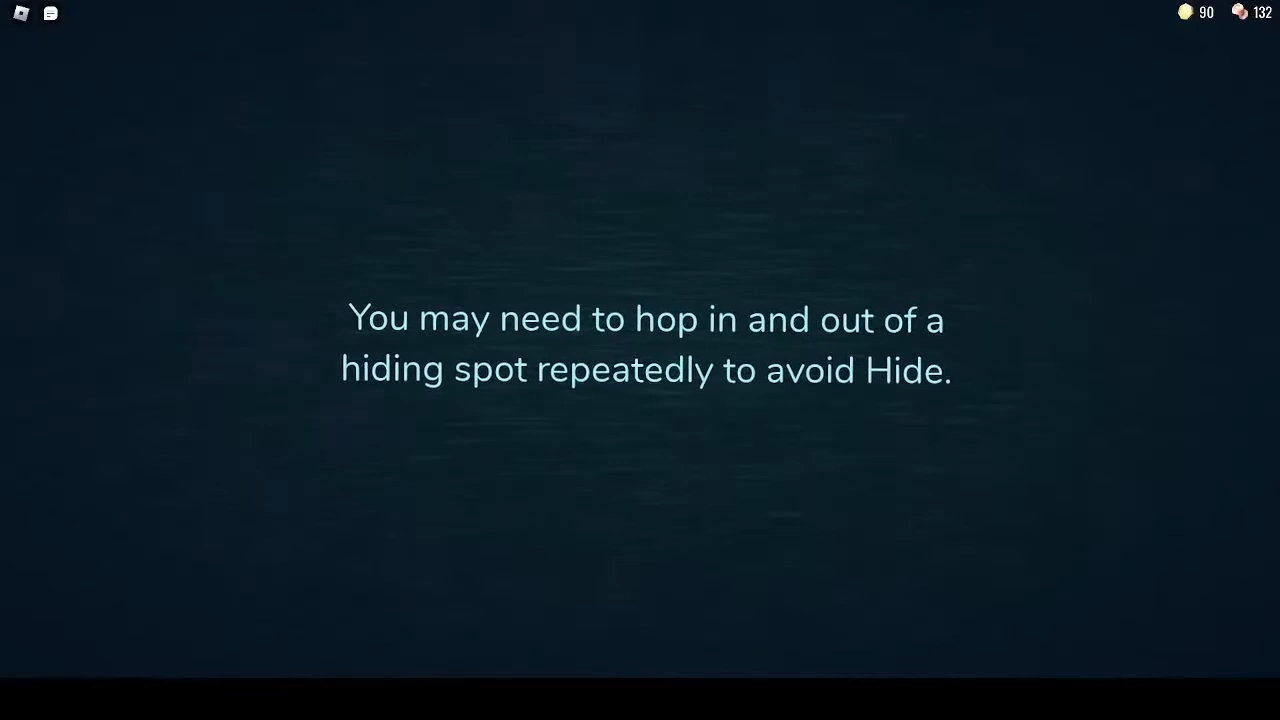 90 132
You may need to hop in and out of a
hiding spot repeatedly to avoid Hide.